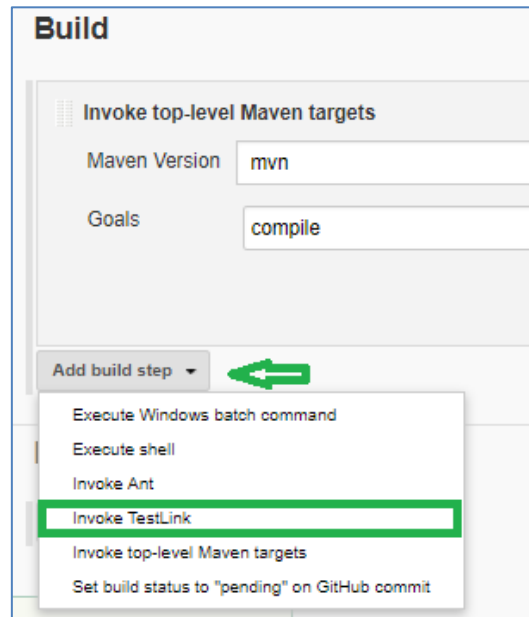 Build
Invoke top-level Maven targets
Maven Version
mvn
Goals
compile
Add build step
Execute Windows batch command
Execute shell
Invoke Ant
Invoke TestLink
Invoke top-level Maven targets
Set build status to "pending" on GitHub commit